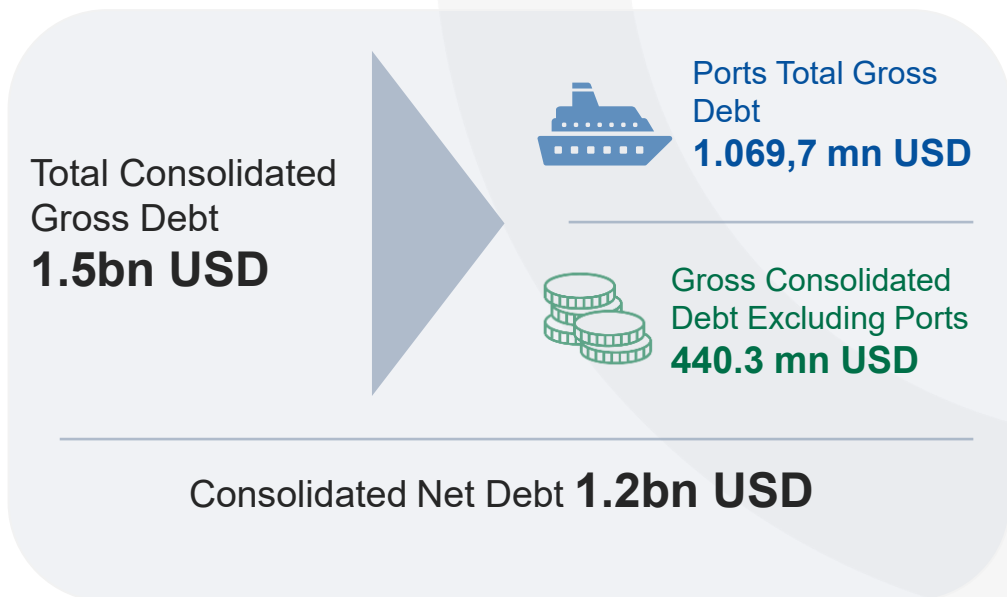 Total Consolidated
Gross Debt
1.5bn USD
Ports Total Gross
Debt
1.069,7 mn USD
Gross Consolidated
Debt Excluding Ports
440.3 mn USD
Consolidated Net Debt 1.2bn USD